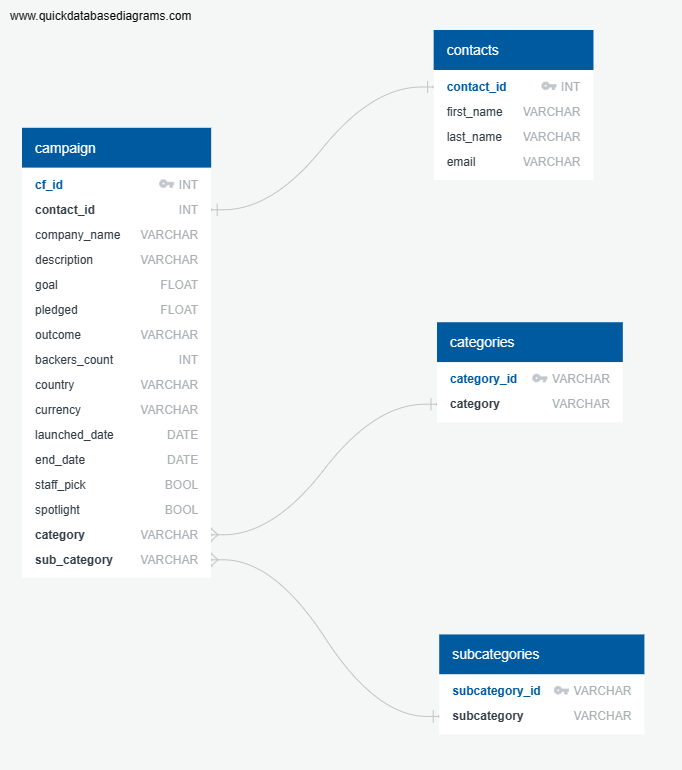 www.quickdatabasediagrams.com
contacts
contact_id INT
first_name VARCHAR
last_name VARCHAR
email VARCHAR
campaign
cf_id INT
contact_id INT
company_name VARCHAR
description VARCHAR
goal FLOAT
pledged FLOAT
outcome VARCHAR
backers_count INT
country VARCHAR
currency VARCHAR
launched_date DATE
end_date DATE
staff_pick BOOL
spotlight BOOL
category VARCHAR
sub_category VARCHAR
categories
category_id VARCHAR
category VARCHAR
subcategories
subcategory_id VARCHAR
subcategory VARCHAR